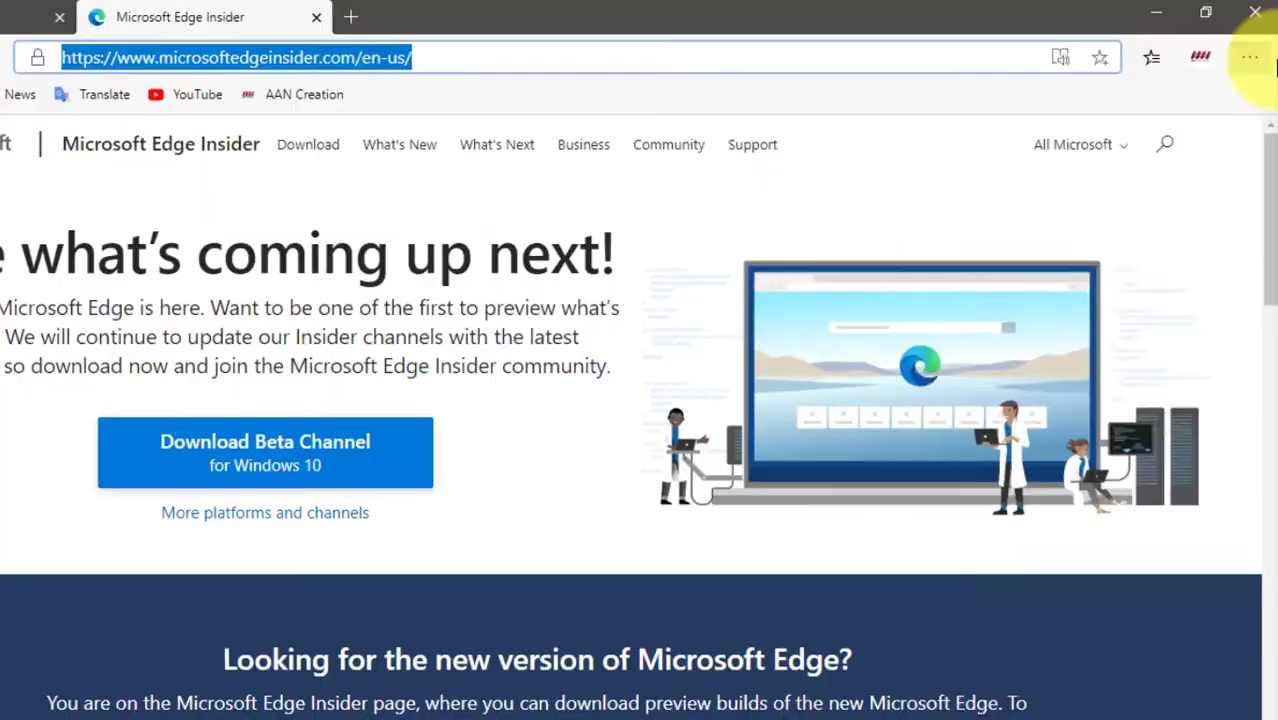 Microsoft Edge Insider
https://www.microsoftedgeinsider.com/en-us/
News Translate YouTube AAN Creation
ft | Microsoft Edge Insider Download What's New What's Next Business Community Support All Microsoft
e what's coming up next!
Microsoft Edge is here. Want to be one of the first to preview what's
We will continue to update our Insider channels with the latest
so download now and join the Microsoft Edge Insider community.
Download Beta Channel
for Windows 10
More platforms and channels
Looking for the new version of Microsoft Edge?
You are on the Microsoft Edge Insider page, where you can download preview builds of the new Microsoft Edge. To